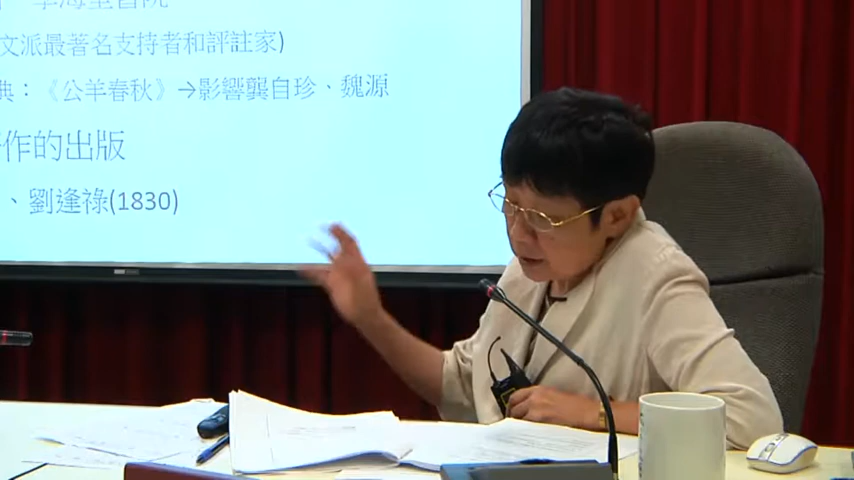 學海堂書院
文派最著名支持者和評註家)
典：《公羊春秋》→影響龔自珍、魏源
作的出版
、劉逢祿(1830)